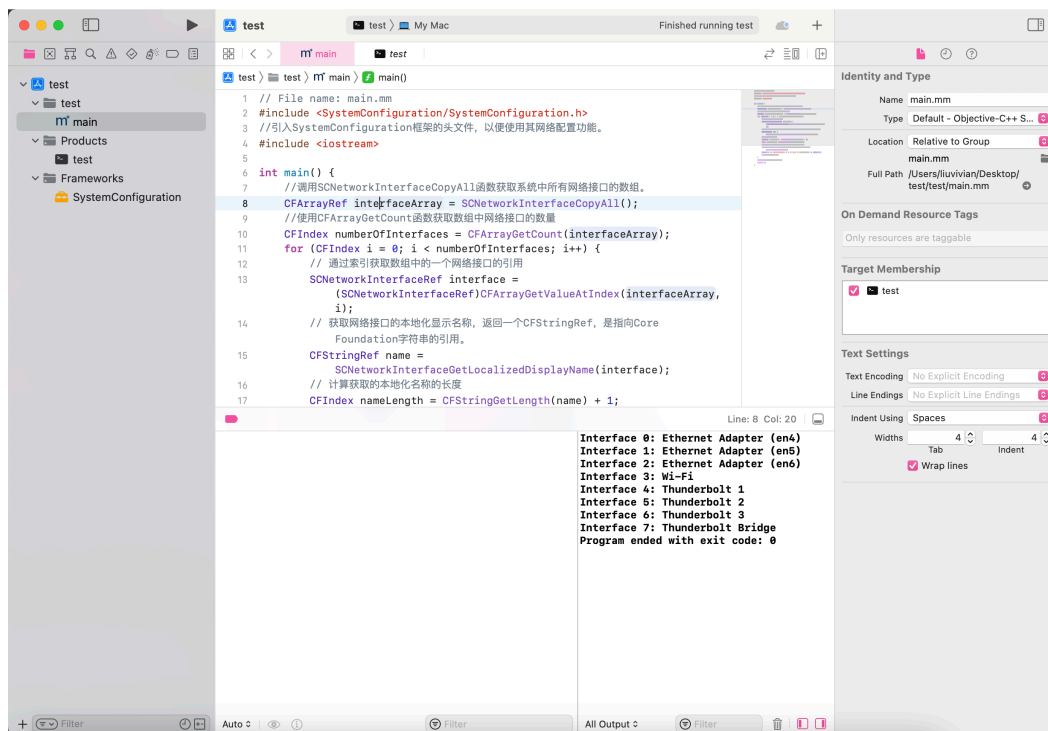 test
test 〉 My Mac
Finished running test
main
test
test 〉 test 〉 main 〉 main()
test
test
main
Products
test
Frameworks
SystemConfiguration
Filter
1 // File name: main.mm
2 #include <SystemConfiguration/SystemConfiguration.h>
3 //引入SystemConfiguration框架的头文件，以便使用其网络配置功能。
4 #include <iostream>
5
6 int main() {
7 //调用SCNetworkInterfaceCopyAll函数获取系统中所有网络接口的数组。
8 CFArrayRef interfaceArray = SCNetworkInterfaceCopyAll();
9 //使用CFArrayGetCount函数获取数组中网络接口的数量
10 CFIndex numberOfInterfaces = CFArrayGetCount(interfaceArray);
11 for (CFIndex i = 0; i < numberOfInterfaces; i++) {
12 // 通过索引获取数组中的一个网络接口的引用
13 SCNetworkInterfaceRef interface =
(SCNetworkInterfaceRef)CFArrayGetValueAtIndex(interfaceArray,
i);
14 // 获取网络接口的本地化显示名称，返回一个CFStringRef，是指向Core
Foundation字符串的引用。
15 CFStringRef name =
SCNetworkInterfaceGetLocalizedDisplayName(interface);
16 // 计算获取的本地化名称的长度
17 CFIndex nameLength = CFStringGetLength(name) + 1;
Line: 8 Col: 20
Interface 0: Ethernet Adapter (en4)
Interface 1: Ethernet Adapter (en5)
Interface 2: Ethernet Adapter (en6)
Interface 3: Wi-Fi
Interface 4: Thunderbolt 1
Interface 5: Thunderbolt 2
Interface 6: Thunderbolt 3
Interface 7: Thunderbolt Bridge
Program ended with exit code: 0
Auto
Filter
All Output
Filter
Identity and Type
Name main.mm
Type Default - Objective-C++ S...
Location Relative to Group
main.mm
Full Path /Users/liuvivian/Desktop/
test/test/main.mm
On Demand Resource Tags
Only resources are taggable
Target Membership
test
Text Settings
Text Encoding No Explicit Encoding
Line Endings No Explicit Line Endings
Indent Using Spaces
Widths 4 4
Tab Indent
Wrap lines